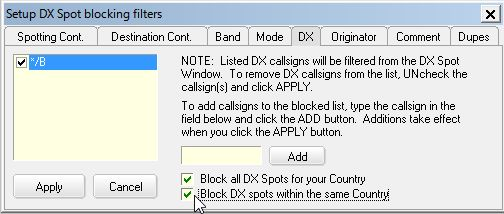 Setup DX Spot blocking filters
Spotting Cont. Destination Cont. Band Mode DX Originator Comment Dupes
*/B
NOTE: Listed DX callsigns will be filtered from the DX Spot
Window. To remove DX callsigns from the list, UNcheck the
callsign(s) and click APPLY.
To add callsigns to the blocked list, type the callsign in the
field below and click the ADD button. Additions take effect
when you click the APPLY button.
Add
Block all DX Spots for your Country
Apply Cancel
Block DX spots within the same Country